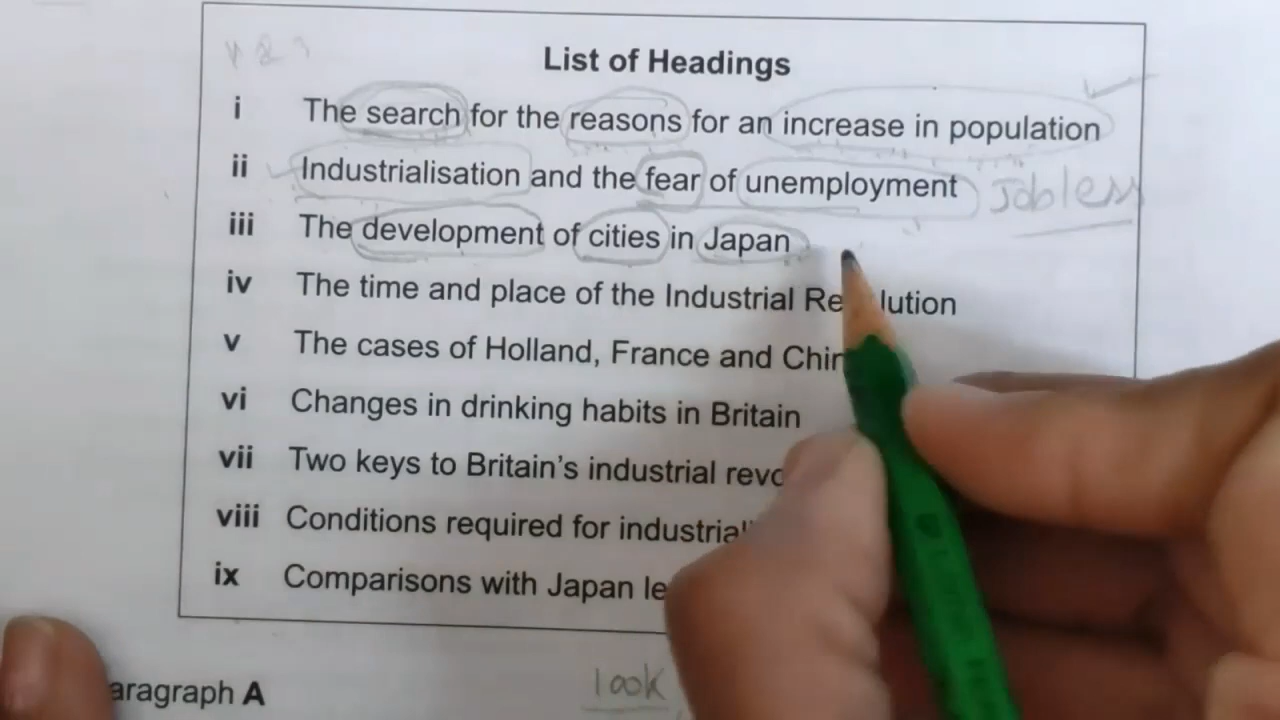 List of Headings
i The search for the reasons for an increase in population
ii Industrialisation and the fear of unemployment Jobless
iii The development of cities in Japan
iv The time and place of the Industrial Re lution
v The cases of Holland, France and Chin
vi Changes in drinking habits in Britain
vii Two keys to Britain's industrial revo
viii Conditions required for industrial
ix Comparisons with Japan le
aragraph A look